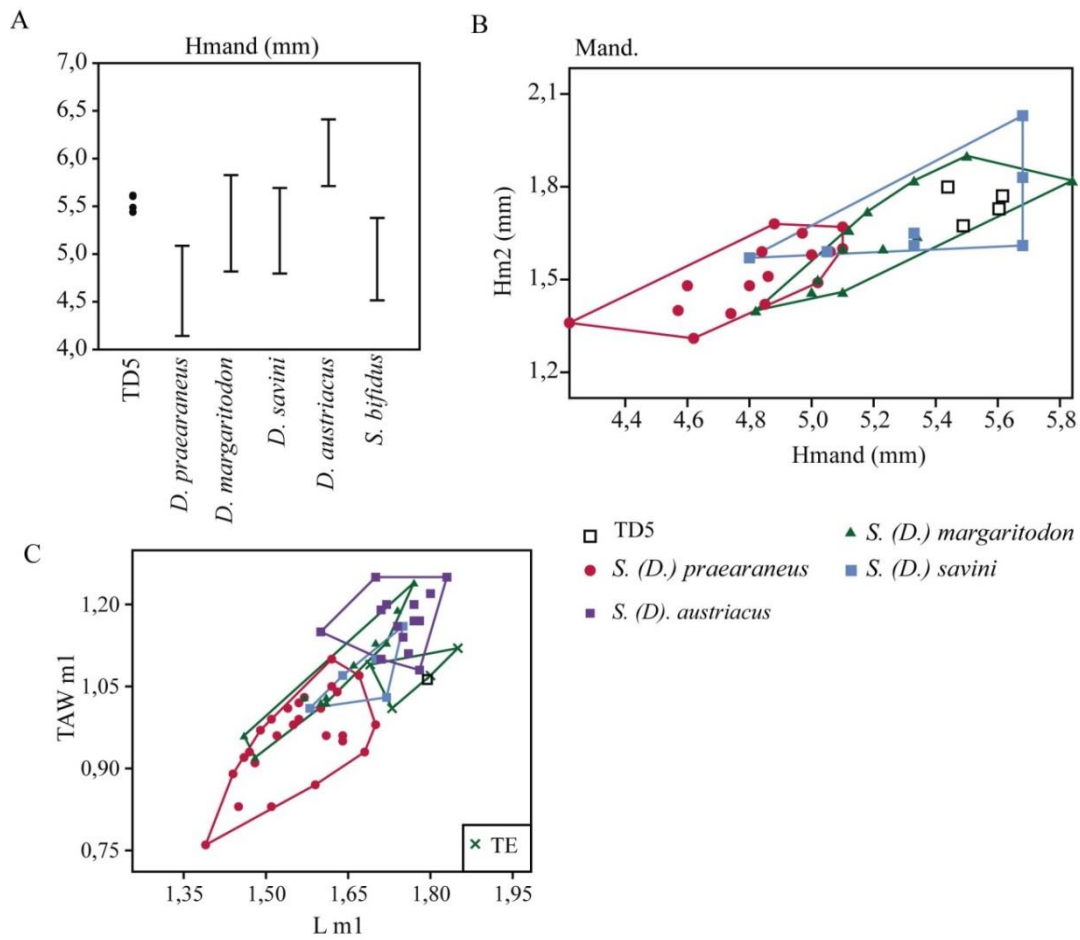 A
Hmand (mm)
7,0
6,5
6,0
5,5
5,0
4,5
4,0
TD5
D. praearaneus
D. margaritodon
D. savini
D. austriacus
S. bifidus
B
Mand.
2,1
1,8
1,5
1,2
Hm2 (mm)
4,4 4,6 4,8 5,0 5,2 5,4 5,6 5,8
Hmand (mm)
TD5
S. (D.) praearaneus
S. (D). austriacus
S. (D.) margaritodon
S. (D.) savini
C
1,20
1,05
0,90
0,75
TAW m1
TE
1,35 1,50 1,65 1,80 1,95
L m1